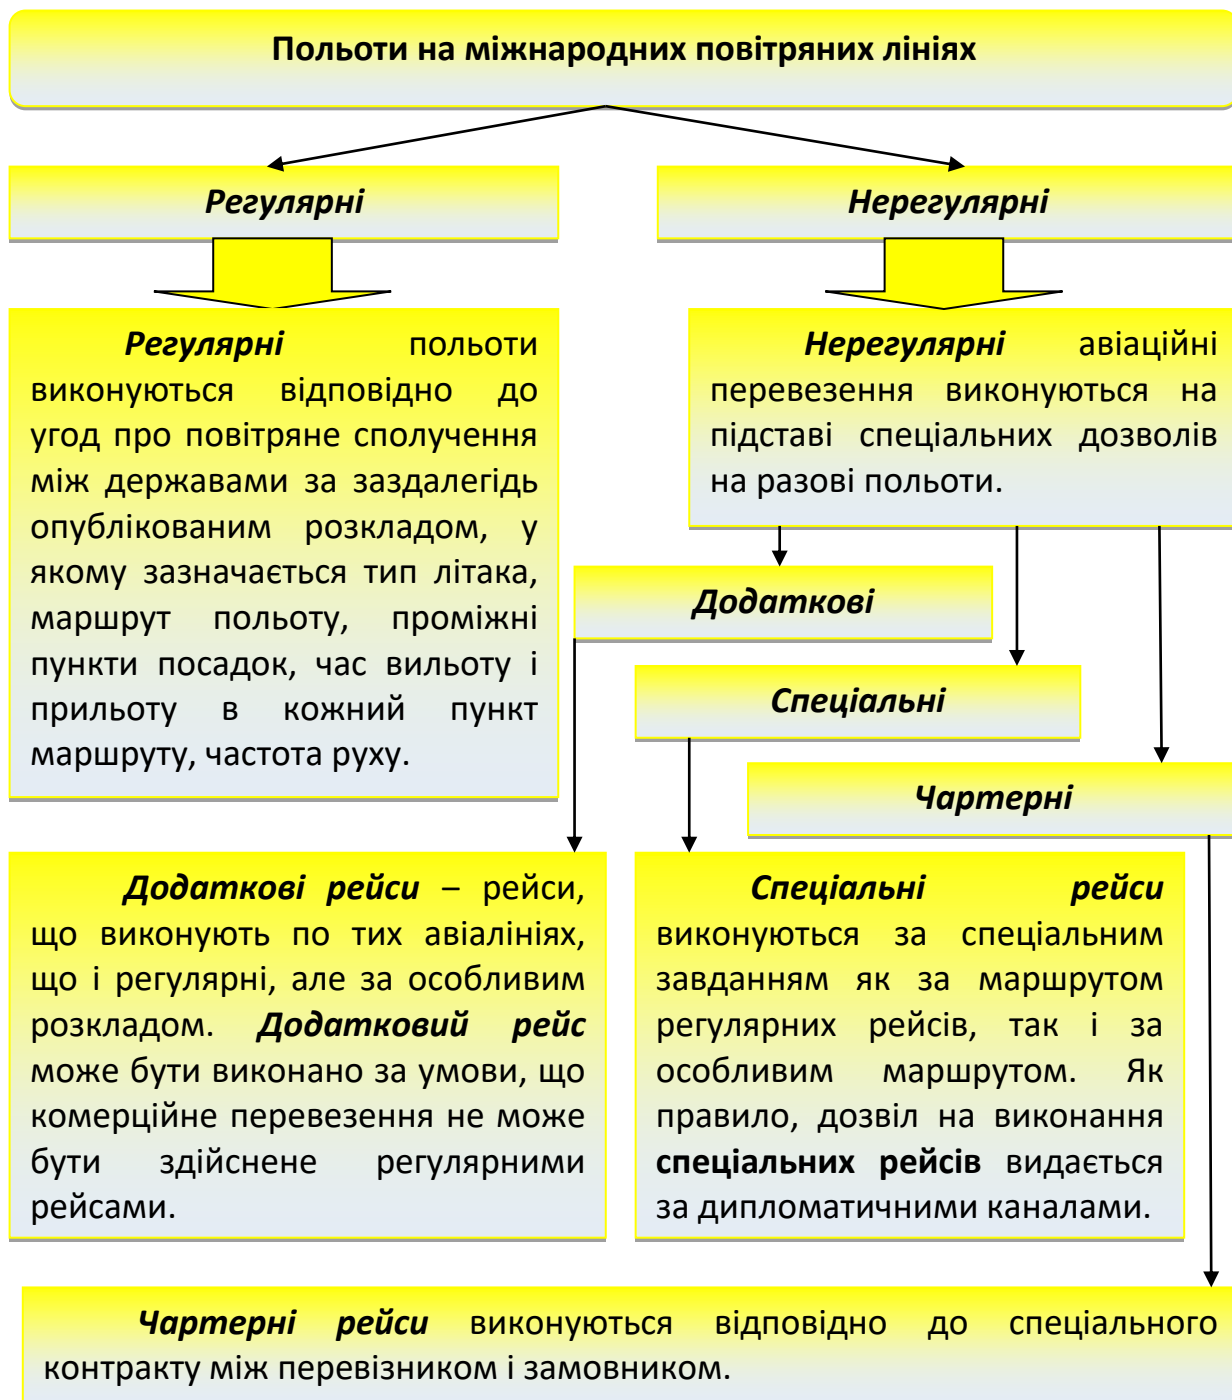 Польоти на міжнародних повітряних лініях
Регулярні
Нерегулярні
Регулярні польоти
виконуються відповідно до
угод про повітряне сполучення
між державами за заздалегідь
опублікованим розкладом, у
якому зазначається тип літака,
маршрут польоту, проміжні
пункти посадок, час вильоту і
прильоту в кожний пункт
маршруту, частота руху.
Нерегулярні авіаційні
перевезення виконуються на
підставі спеціальних дозволів
на разові польоти.
Додаткові
Спеціальні
Чартерні
Додаткові рейси – рейси,
що виконують по тих авіалініях,
що і регулярні, але за особливим
розкладом. Додатковий рейс
може бути виконано за умови, що
комерційне перевезення не може
бути здійснене регулярними
рейсами.
Спеціальні рейси
виконуються за спеціальним
завданням як за маршрутом
регулярних рейсів, так і за
особливим маршрутом. Як
правило, дозвіл на виконання
спеціальних рейсів видається
за дипломатичними каналами.
Чартерні рейси виконуються відповідно до спеціального
контракту між перевізником і замовником.